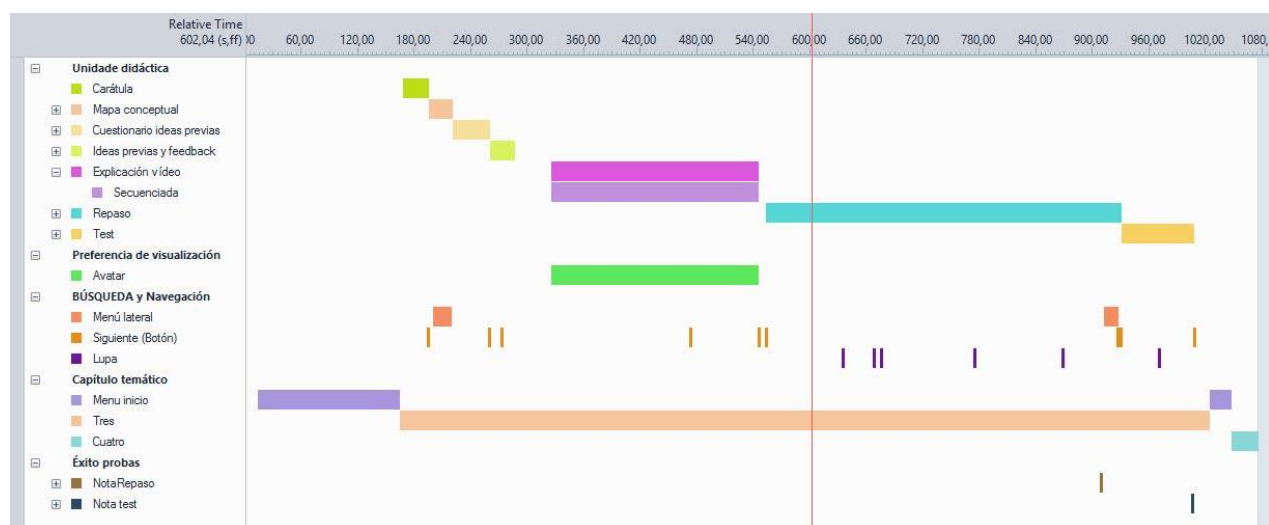 Relative Time
602,04 (s,ff) 00 60,00 120,00 180,00 240,00 300,00 360,00 420,00 480,00 540,00 600,00 660,00 720,00 780,00 840,00 900,00 960,00 1020,00 1080,
Unidade didáctica
Carátula
Mapa conceptual
Cuestionario ideas previas
Ideas previas y feedback
Explicación vídeo
Secuenciada
Repaso
Test
Preferencia de visualización
Avatar
BÚSQUEDA y Navegación
Menú lateral
Siguiente (Botón)
Lupa
Capítulo temático
Menu inicio
Tres
Cuatro
Éxito probas
NotaRepaso
Nota test